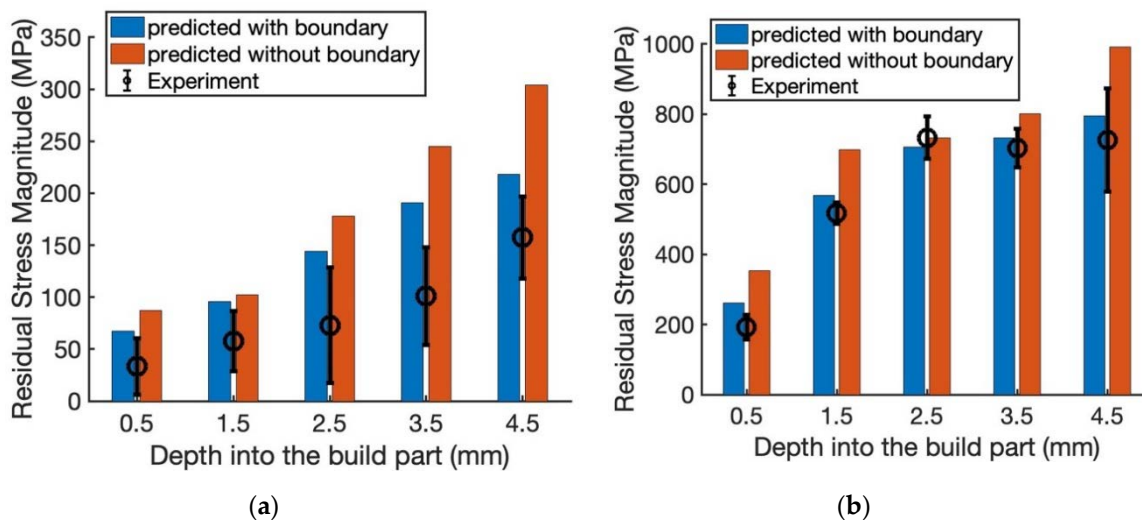 predicted with boundary
predicted without boundary
Experiment
Residual Stress Magnitude (MPa)
350
300
250
200
150
100
50
0
0.5 1.5 2.5 3.5 4.5
Depth into the build part (mm)
(a)
predicted with boundary
predicted without boundary
Experiment
Residual Stress Magnitude (MPa)
1000
800
600
400
200
0
0.5 1.5 2.5 3.5 4.5
Depth into the build part (mm)
(b)